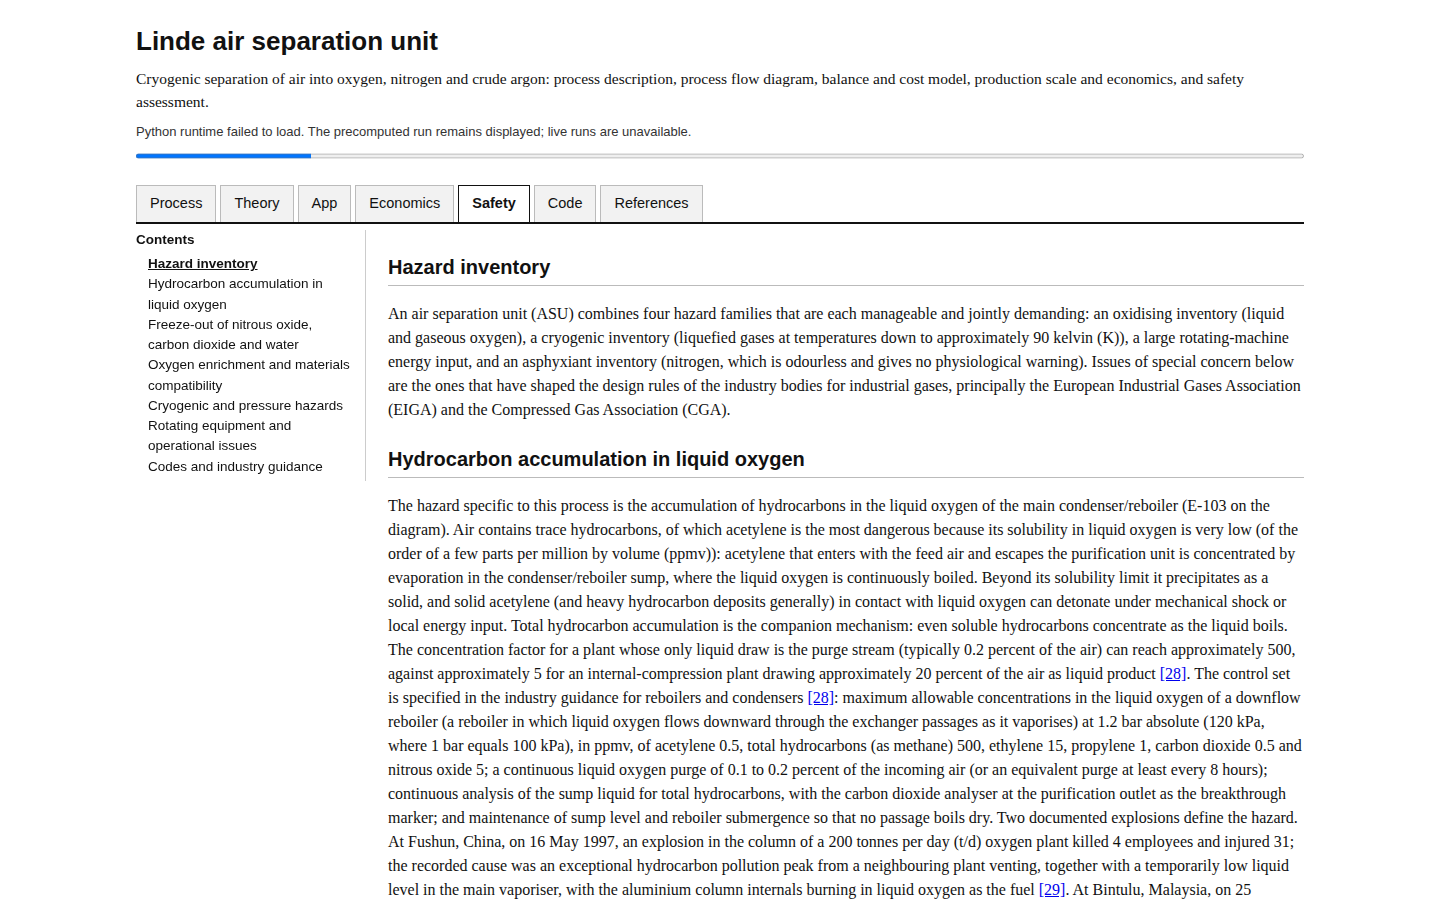 Linde air separation unit
Cryogenic separation of air into oxygen, nitrogen and crude argon: process description, process flow diagram, balance and cost model, production scale and economics, and safety
assessment.
Python runtime failed to load. The precomputed run remains displayed; live runs are unavailable.
Process Theory App Economics Safety Code References
Contents
Hazard inventory
Hydrocarbon accumulation in
liquid oxygen
Freeze-out of nitrous oxide,
carbon dioxide and water
Oxygen enrichment and materials
compatibility
Cryogenic and pressure hazards
Rotating equipment and
operational issues
Codes and industry guidance
Hazard inventory
An air separation unit (ASU) combines four hazard families that are each manageable and jointly demanding: an oxidising inventory (liquid
and gaseous oxygen), a cryogenic inventory (liquefied gases at temperatures down to approximately 90 kelvin (K)), a large rotating-machine
energy input, and an asphyxiant inventory (nitrogen, which is odourless and gives no physiological warning). Issues of special concern below
are the ones that have shaped the design rules of the industry bodies for industrial gases, principally the European Industrial Gases Association
(EIGA) and the Compressed Gas Association (CGA).
Hydrocarbon accumulation in liquid oxygen
The hazard specific to this process is the accumulation of hydrocarbons in the liquid oxygen of the main condenser/reboiler (E-103 on the
diagram). Air contains trace hydrocarbons, of which acetylene is the most dangerous because its solubility in liquid oxygen is very low (of the
order of a few parts per million by volume (ppmv)): acetylene that enters with the feed air and escapes the purification unit is concentrated by
evaporation in the condenser/reboiler sump, where the liquid oxygen is continuously boiled. Beyond its solubility limit it precipitates as a
solid, and solid acetylene (and heavy hydrocarbon deposits generally) in contact with liquid oxygen can detonate under mechanical shock or
local energy input. Total hydrocarbon accumulation is the companion mechanism: even soluble hydrocarbons concentrate as the liquid boils.
The concentration factor for a plant whose only liquid draw is the purge stream (typically 0.2 percent of the air) can reach approximately 500,
against approximately 5 for an internal-compression plant drawing approximately 20 percent of the air as liquid product [28]. The control set
is specified in the industry guidance for reboilers and condensers [28]: maximum allowable concentrations in the liquid oxygen of a downflow
reboiler (a reboiler in which liquid oxygen flows downward through the exchanger passages as it vaporises) at 1.2 bar absolute (120 kPa,
where 1 bar equals 100 kPa), in ppmv, of acetylene 0.5, total hydrocarbons (as methane) 500, ethylene 15, propylene 1, carbon dioxide 0.5 and
nitrous oxide 5; a continuous liquid oxygen purge of 0.1 to 0.2 percent of the incoming air (or an equivalent purge at least every 8 hours);
continuous analysis of the sump liquid for total hydrocarbons, with the carbon dioxide analyser at the purification outlet as the breakthrough
marker; and maintenance of sump level and reboiler submergence so that no passage boils dry. Two documented explosions define the hazard.
At Fushun, China, on 16 May 1997, an explosion in the column of a 200 tonnes per day (t/d) oxygen plant killed 4 employees and injured 31;
the recorded cause was an exceptional hydrocarbon pollution peak from a neighbouring plant venting, together with a temporarily low liquid
level in the main vaporiser, with the aluminium column internals burning in liquid oxygen as the fuel [29]. At Bintulu, Malaysia, on 25